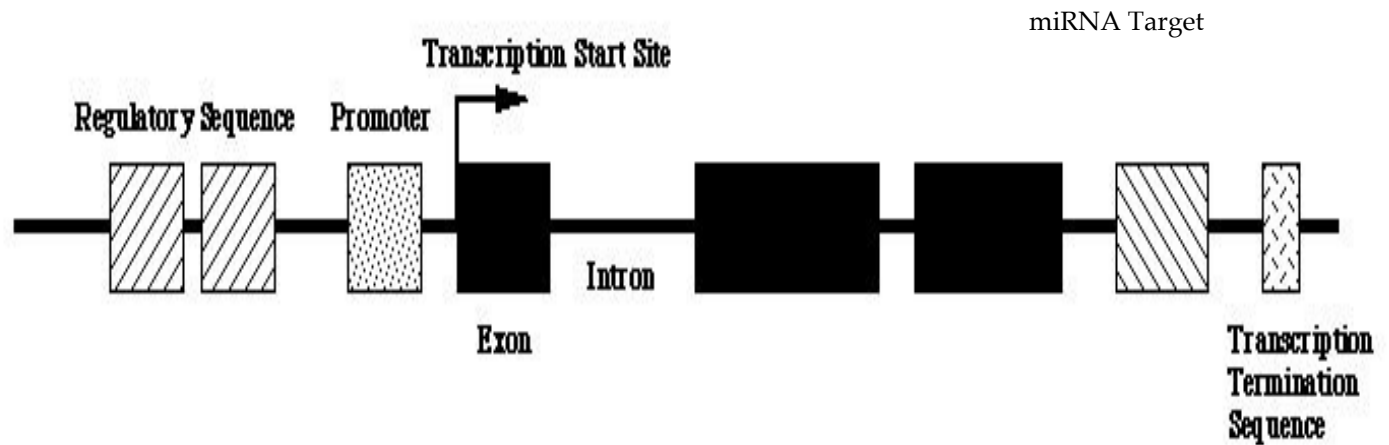 miRNA Target
Transcription Start Site
Regulatory Sequence
Promoter
Intron
Exon
Transcription
Termination
Sequence